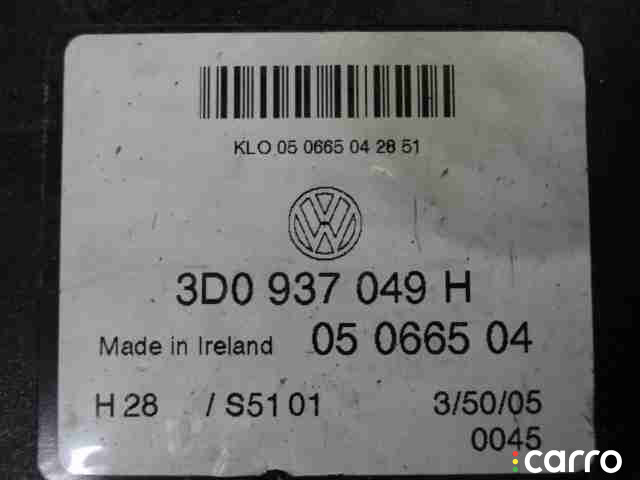 KLO 05 0665 04 28 51
VW
3D0 937 049 H
Made in Ireland 05 0665 04
H 28 / S51 01 3/50/05
0045
carro